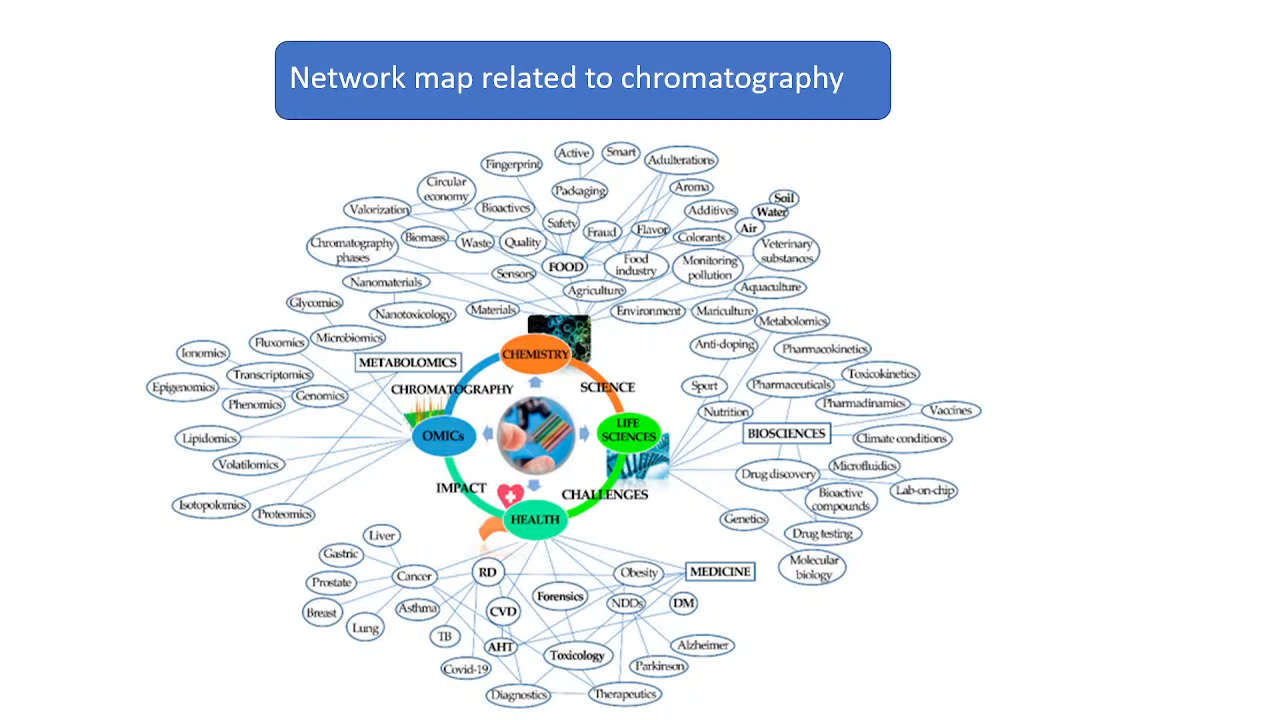 Network map related to chromatography
Active
Smart
Fingerprint
Adulterations
Circular
economy
Packaging
Aroma
Soil
Valorization
Bioactives
Additives
Water
Safety
Fraud
Flavor
Air
Biomass
Waste
Quality
Colorants
Chromatography
phases
Veterinary
substances
FOOD
Food
industry
Monitoring
pollution
Sensors
Nanomaterials
Agriculture
Aquaculture
Glycomics
Nanotoxicology
Materials
Environment
Mariculture
Metabolomics
Fluxomics
Microbiomics
Anti-doping
Pharmacokinetics
Ionomics
METABOLOMICS
CHEMISTRY
Transcriptomics
Toxicokinetics
Epigenomics
Genomics
CHROMATOGRAPHY
SCIENCE
Sport
Pharmaceuticals
Phenomics
Pharmadinamics
Nutrition
Vaccines
Lipidomics
OMICs
LIFE
SCIENCES
BIOSCIENCES
Climate conditions
Volatilomics
Drug discovery
Microfluidics
IMPACT
CHALLENGES
Bioactive
compounds
Lab-on-chip
Isotopolomics
Proteomics
HEALTH
Genetics
Drug testing
Liver
Gastric
Molecular
biology
Prostate
Cancer
RD
Obesity
MEDICINE
Forensics
Breast
Asthma
CVD
NDDs
DM
Lung
TB
AHT
Toxicology
Alzheimer
Covid-19
Parkinson
Diagnostics
Therapeutics